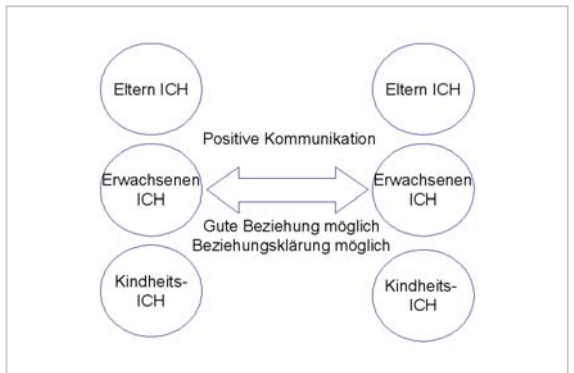 Eltern ICH
Eltern ICH
Positive Kommunikation
Erwachsenen
ICH
Erwachsenen
ICH
Gute Beziehung möglich
Beziehungsklärung möglich
Kindheits-
ICH
Kindheits-
ICH